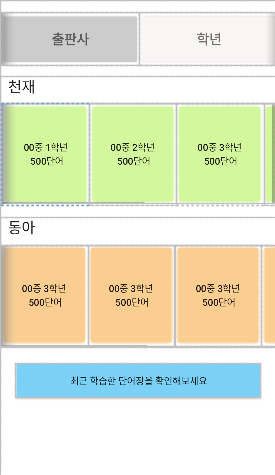 출판사 학년
천재
00중 1학년 00중 2학년 00중 3학년
500단어 500단어 500단어
동아
00중 3학년 00중 3학년 00중 3학년
500단어 500단어 500단어
최근 학습한 단어장을 확인해보세요